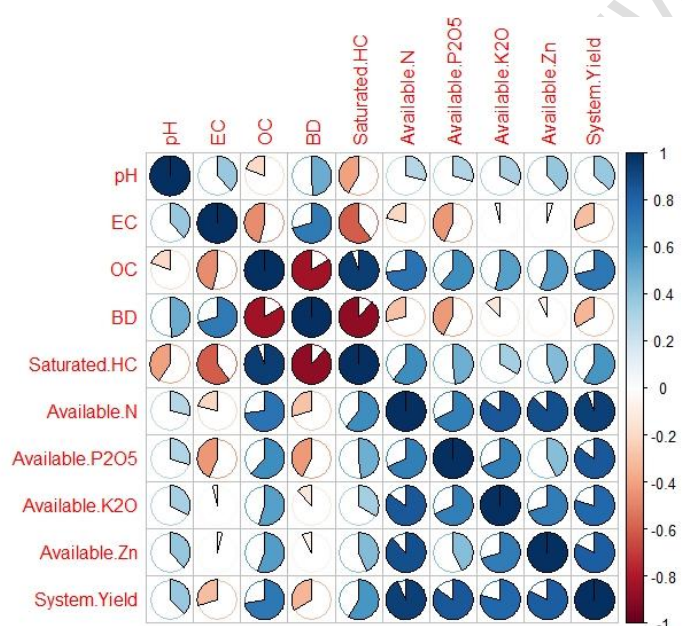 pH
EC
OC
BD
Saturated.HC
Available.N
Available.P2O5
Available.K2O
Available.Zn
System.Yield
pH
EC
OC
BD
Saturated.HC
Available.N
Available.P2O5
Available.K2O
Available.Zn
System.Yield
1
0.8
0.6
0.4
0.2
0
-0.2
-0.4
-0.6
-0.8
-1